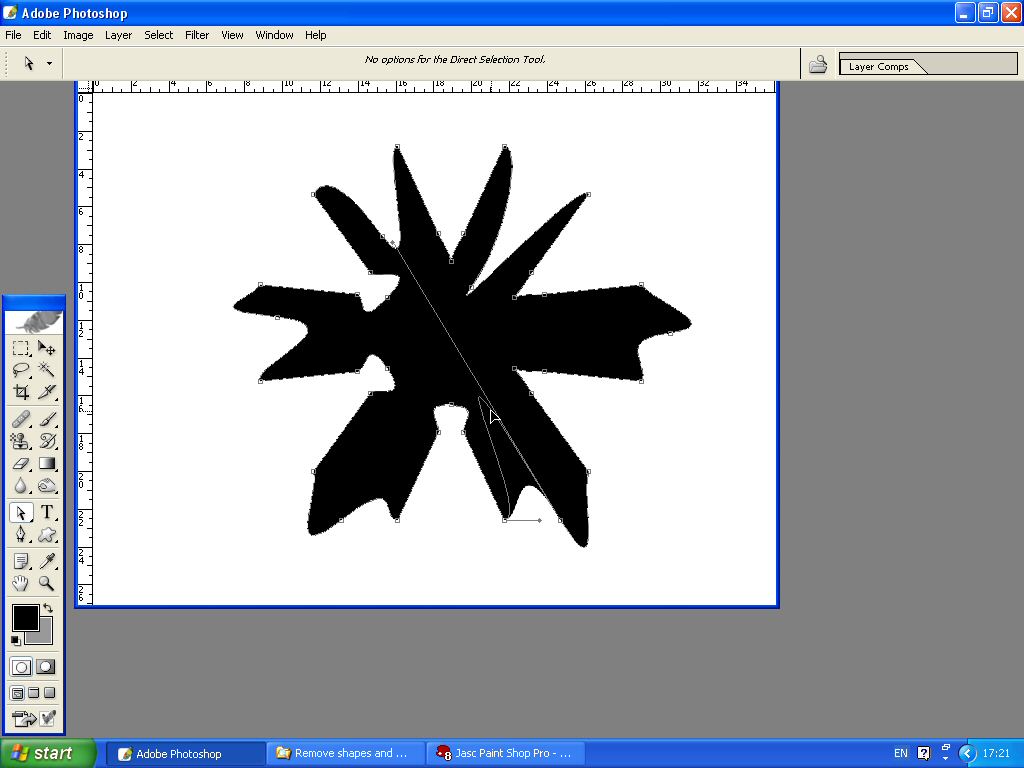 Adobe Photoshop
File Edit Image Layer Select Filter View Window Help
No options for the Direct Selection Tool.
Layer Comps
0 2 4 6 8 10 12 14 16 18 20 22 24 26 28 30 32 34
0
2
4
6
8
10
12
14
16
18
20
22
24
26
T
start
Adobe Photoshop
Remove shapes and ...
8 Jasc Paint Shop Pro - ...
EN
?
17:21